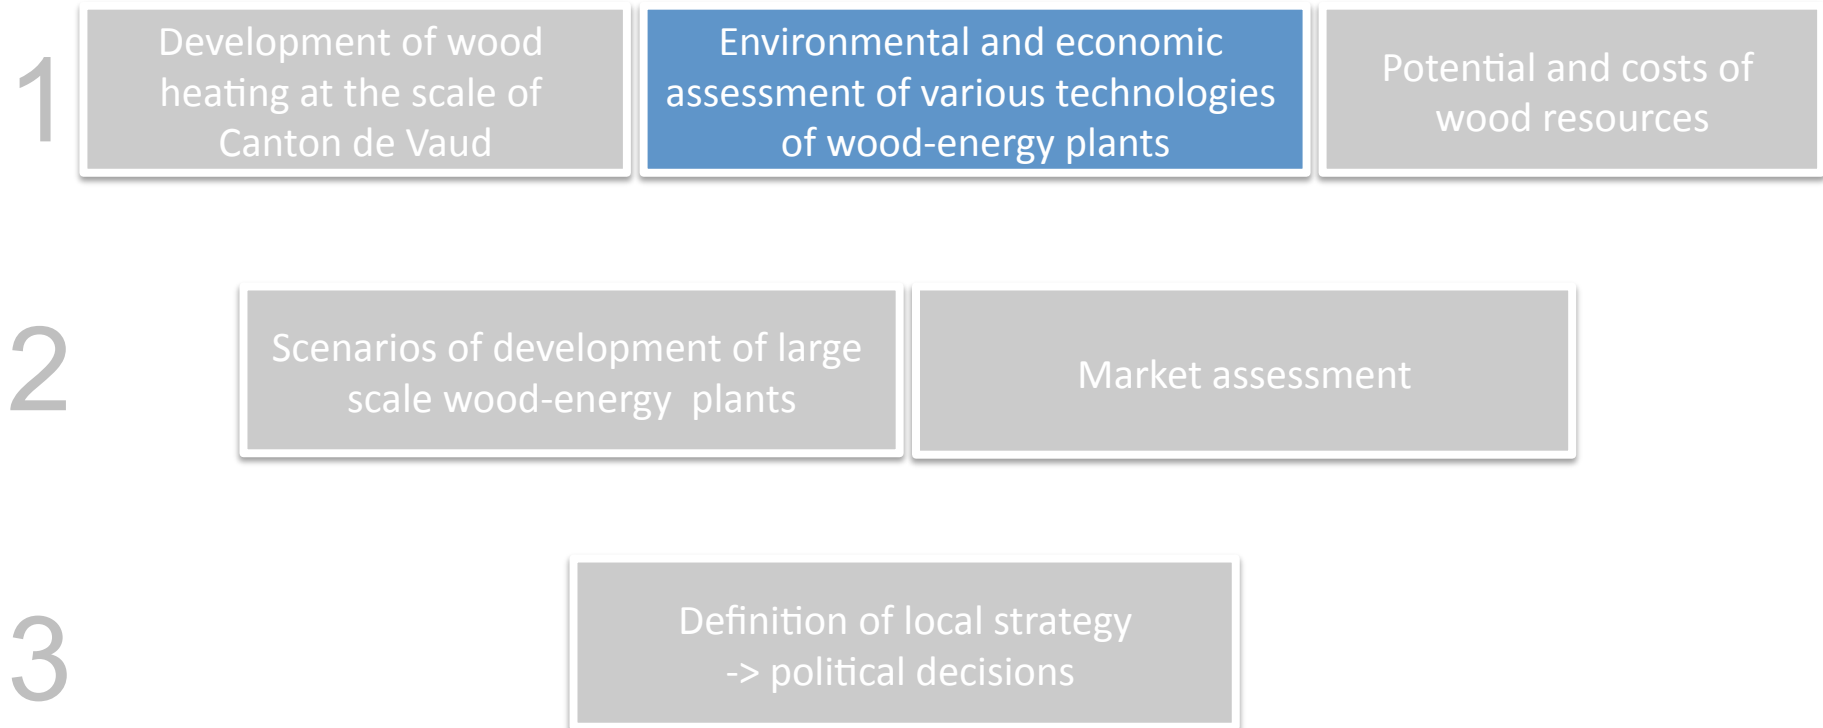 1
Development of wood
heating at the scale of
Canton de Vaud
Environmental and economic
assessment of various technologies
of wood-energy plants
Potential and costs of
wood resources
2
Scenarios of development of large
scale wood-energy plants
Market assessment
3
Definition of local strategy
-> political decisions